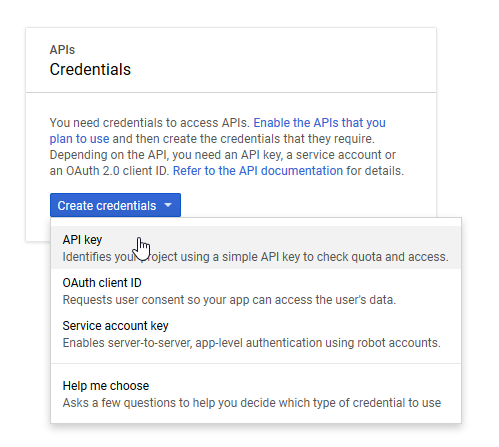 APIs
Credentials
You need credentials to access APIs. Enable the APIs that you
plan to use and then create the credentials that they require.
Depending on the API, you need an API key, a service account or
an OAuth 2.0 client ID. Refer to the API documentation for details.
Create credentials
API key
Identifies your project using a simple API key to check quota and access.
OAuth client ID
Requests user consent so your app can access the user's data.
Service account key
Enables server-to-server, app-level authentication using robot accounts.
Help me choose
Asks a few questions to help you decide which type of credential to use